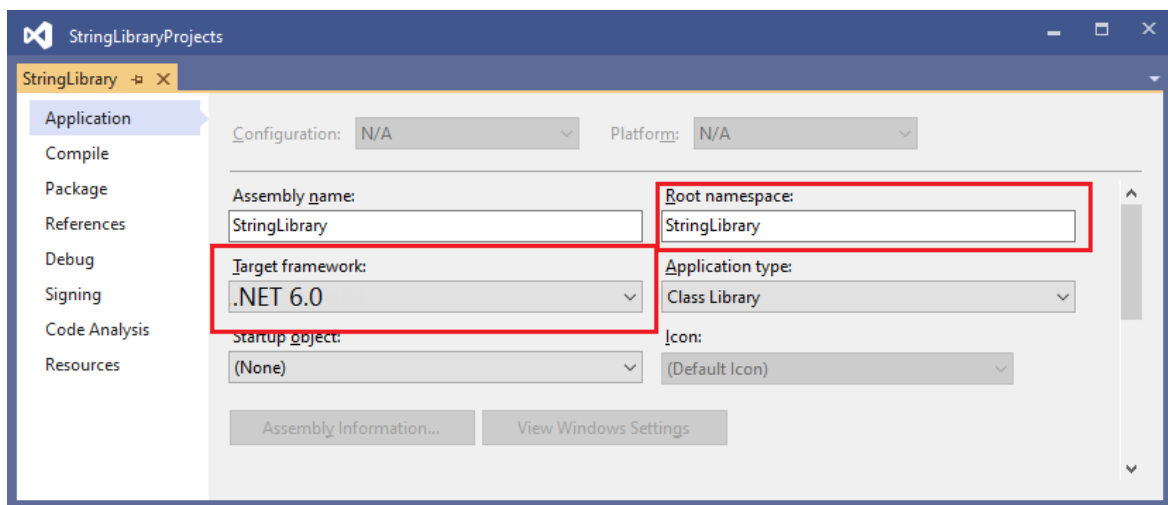 StringLibraryProjects
StringLibrary
Application
Compile
Package
References
Debug
Signing
Code Analysis
Resources
Configuration: N/A Platform: N/A
Assembly name: Root namespace:
StringLibrary StringLibrary
Target framework: Application type:
.NET 6.0 Class Library
Startup object: Icon:
(None) (Default Icon)
Assembly Information... View Windows Settings